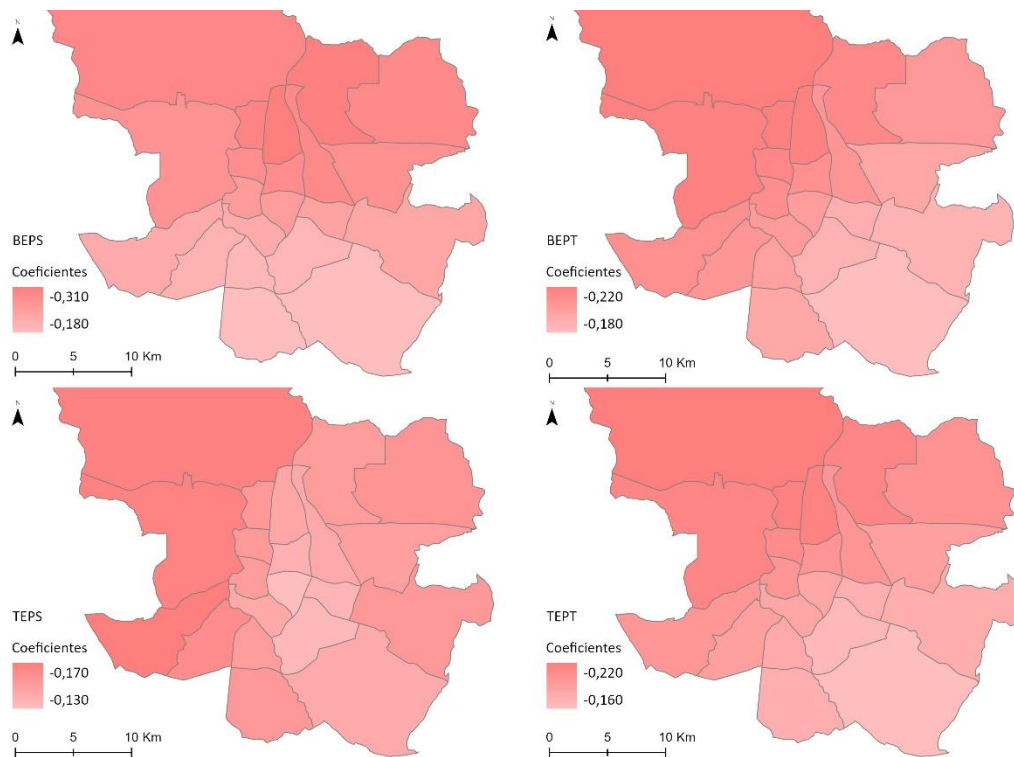 N
BEPS
Coeficientes
-0,310
-0,180
0 5 10 Km
N
BEPT
Coeficientes
-0,220
-0,180
0 5 10 Km
N
TEPS
Coeficientes
-0,170
-0,130
0 5 10 Km
N
TEPT
Coeficientes
-0,220
-0,160
0 5 10 Km